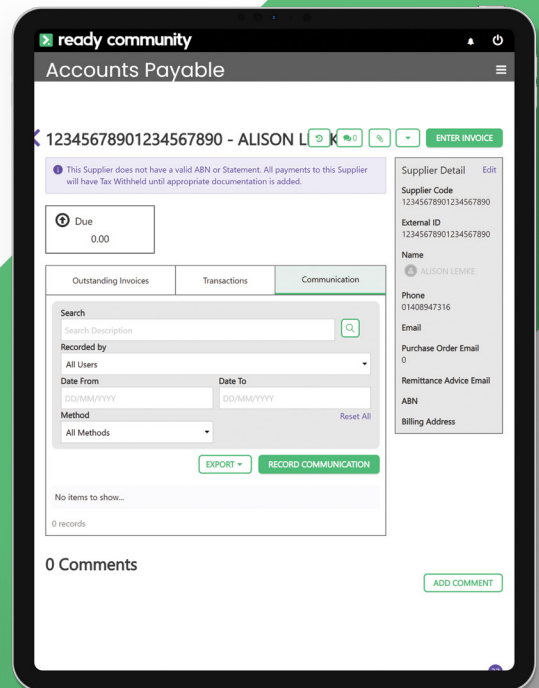 ready community
Accounts Payable
12345678901234567890 - ALISON L
0
ENTER INVOICE
This Supplier does not have a valid ABN or Statement. All payments to this Supplier
will have Tax Withheld until appropriate documentation is added.
Due
0.00
Outstanding Invoices
Transactions
Communication
Search
Search Description
Recorded by
All Users
Date From
Date To
DD/MM/YYYY
DD/MM/YYYY
Method
Reset All
All Methods
EXPORT
RECORD COMMUNICATION
No items to show...
0 records
Supplier Detail
Edit
Supplier Code
12345678901234567890
External ID
12345678901234567890
Name
ALISON LEMKE
Phone
01408947316
Email
Purchase Order Email
0
Remittance Advice Email
ABN
Billing Address
0 Comments
ADD COMMENT